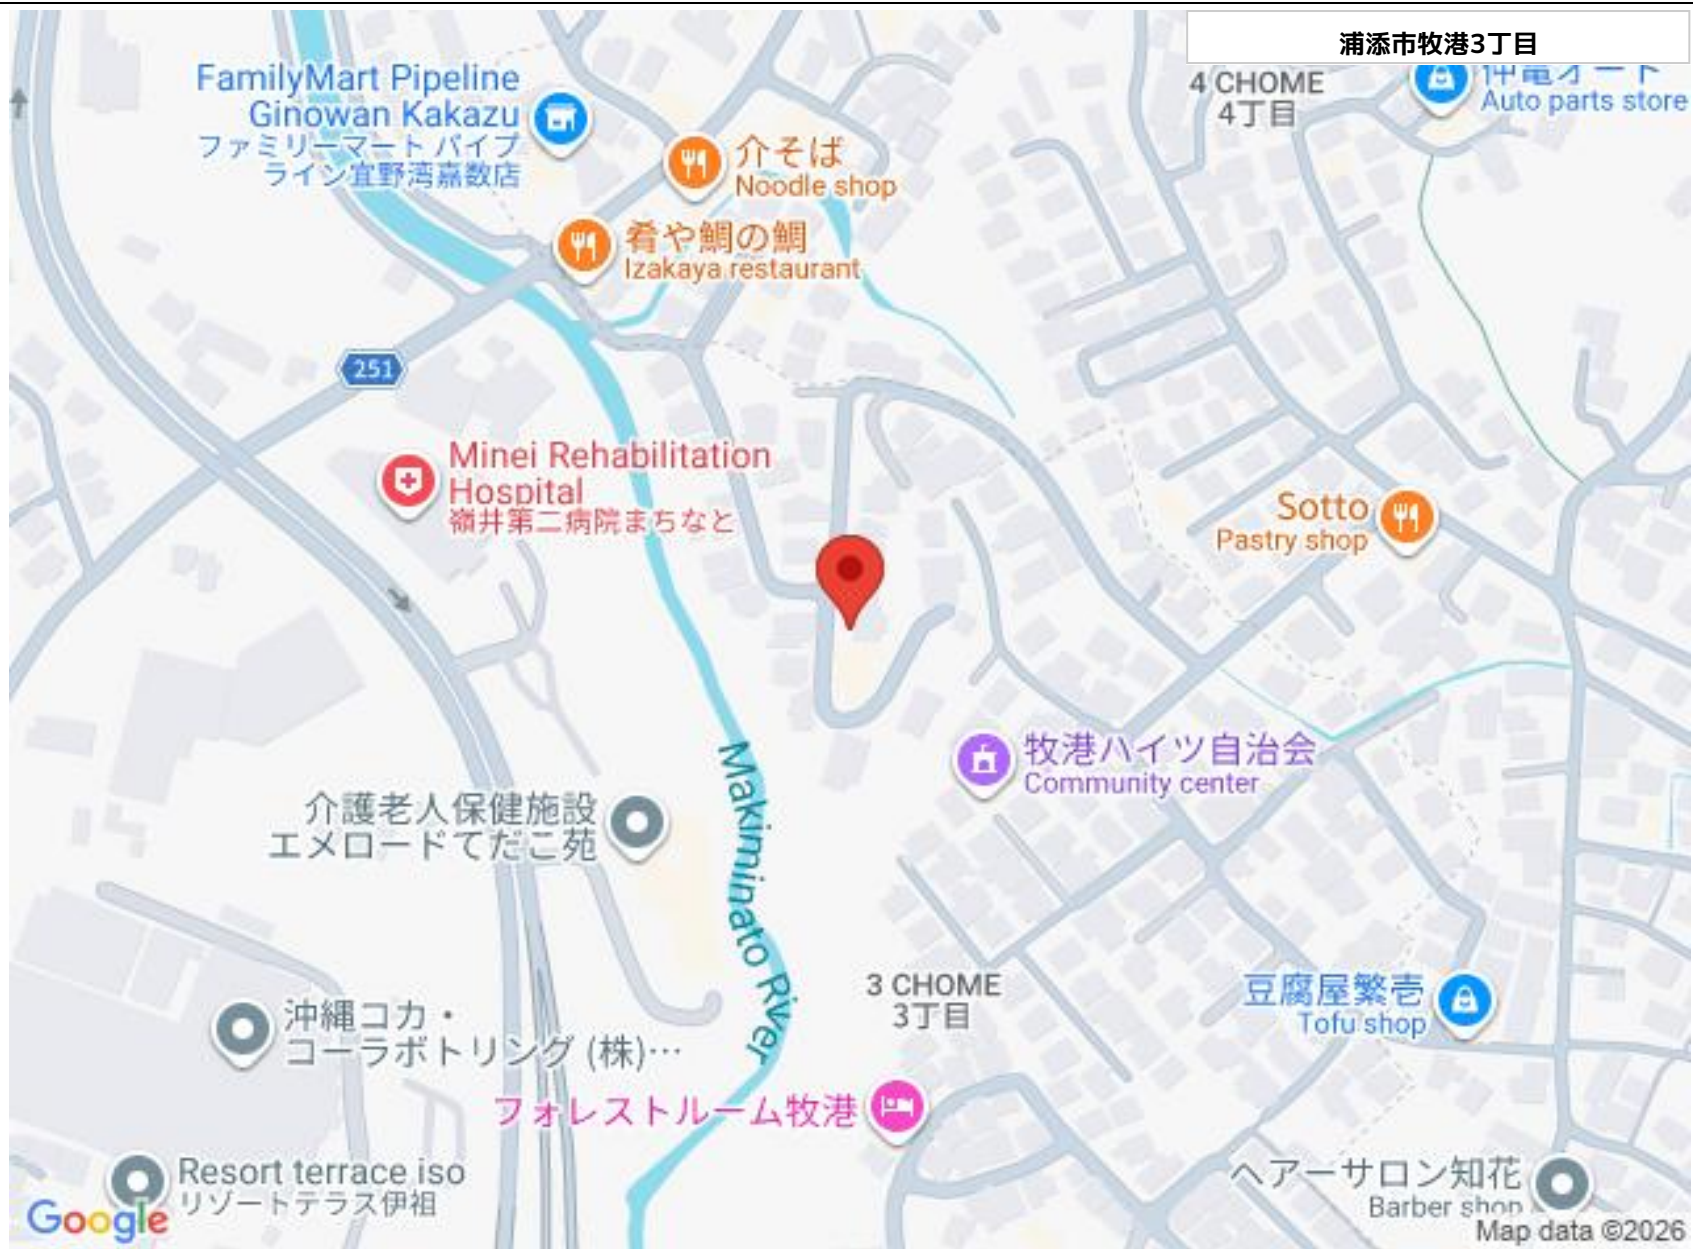 浦添市牧港3丁目
FamilyMart Pipeline
Ginowan Kakazu
ファミリーマート パイプ
ライン宜野湾嘉数店
介そば
Noodle shop
肴や鯛の鯛
Izakaya restaurant
4 CHOME
4丁目
Auto parts store
251
Minei Rehabilitation
Hospital
嶺井第二病院まちなと
Sotto
Pastry shop
牧港ハイツ自治会
Community center
介護老人保健施設
エメロードてだこ苑
Makiminato River
3 CHOME
3丁目
豆腐屋繁壱
Tofu shop
沖縄コカ・
コーラボトリング (株)…
フォレストルーム牧港
Resort terrace iso
リゾートテラス伊祖
ヘアーサロン知花
Barber shop
Google
Map data ©2026